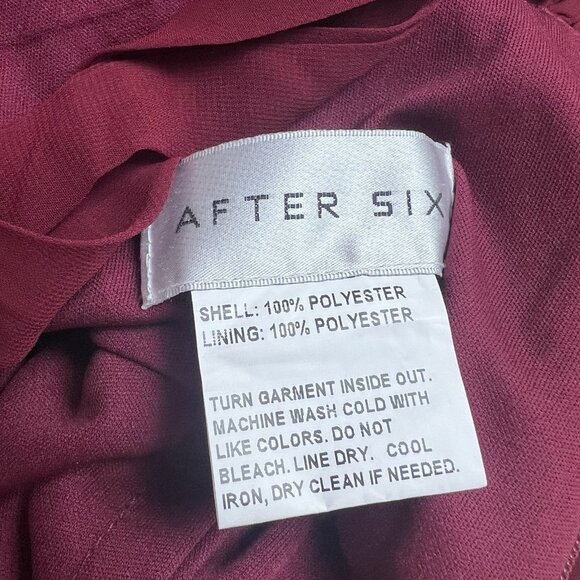 AFTER SIX
SHELL: 100% POLYESTER
LINING: 100% POLYESTER
TURN GARMENT INSIDE OUT.
MACHINE WASH COLD WITH
LIKE COLORS. DO NOT
BLEACH. LINE DRY. COOL
IRON, DRY CLEAN IF NEEDED.